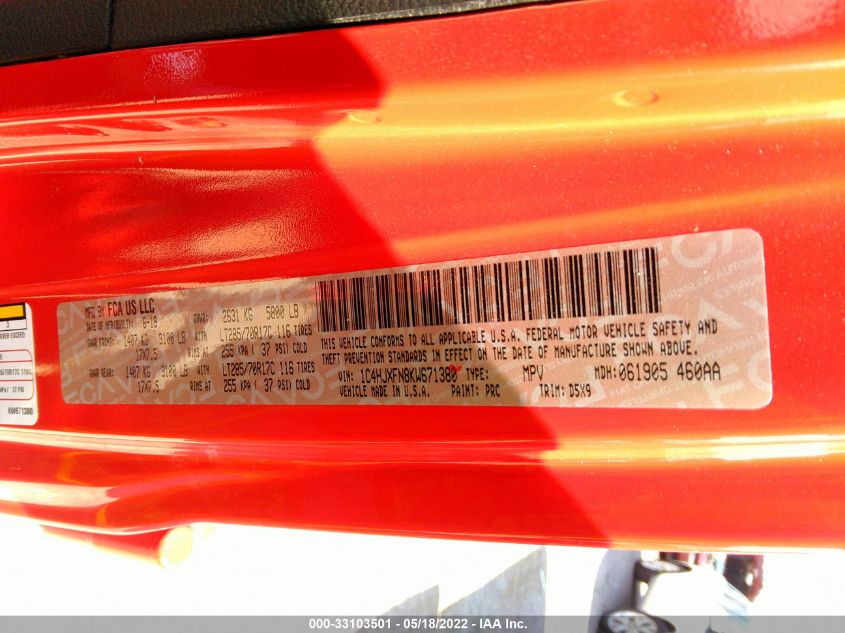 MFD BY FCA US LLC
DATE OF MFR(BUILT): 6-19 GVWR: 2631 KG 5800 LB
GAWR FRONT: 1407 KG 3100 LB WITH LT285/70R17C 116 TIRES
17X7.5 RIMS AT 255 KPA ( 37 PSI) COLD
GAWR REAR: 1407 KG 3100 LB WITH LT285/70R17C 116 TIRES
17X7.5 RIMS AT 255 KPA ( 37 PSI) COLD
THIS VEHICLE CONFORMS TO ALL APPLICABLE U.S.A. FEDERAL MOTOR VEHICLE SAFETY AND
THEFT PREVENTION STANDARDS IN EFFECT ON THE DATE OF MANUFACTURE SHOWN ABOVE.
VIN: 1C4HJXFN8KW671380 TYPE: MPV MDH: 061905 460AA
VEHICLE MADE IN U.S.A. PAINT: PRC TRIM: D5X9
KW671380
000-33103501 - 05/18/2022 - IAA Inc.